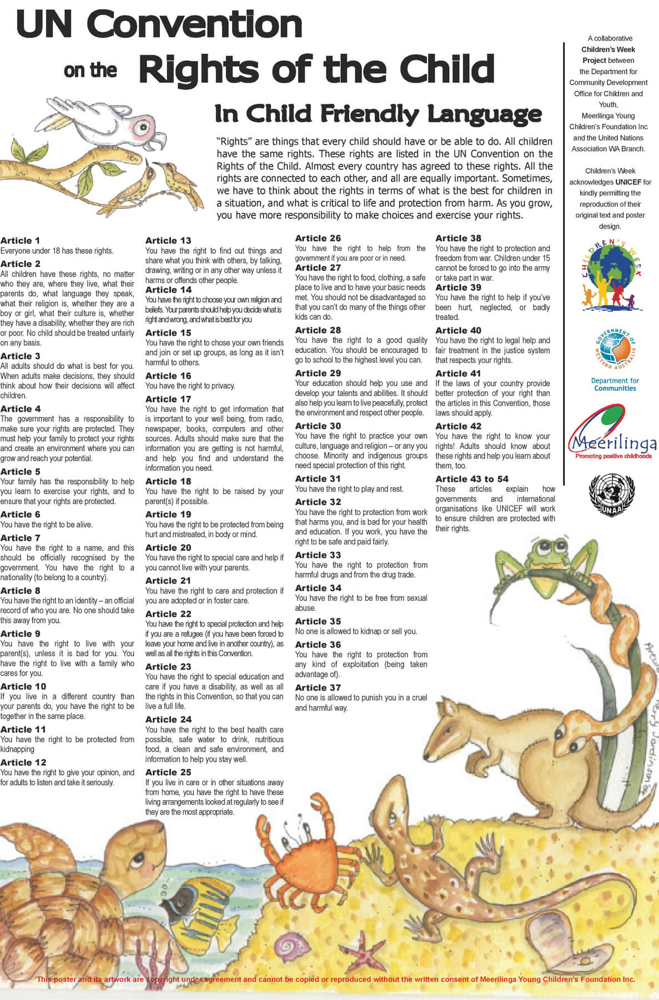 UN Convention
on the Rights of the Child
In Child Friendly Language
“Rights” are things that every child should have or be able to do. All children
have the same rights. These rights are listed in the UN Convention on the
Rights of the Child. Almost every country has agreed to these rights. All the
rights are connected to each other, and all are equally important. Sometimes,
we have to think about the rights in terms of what is the best for children in
a situation, and what is critical to life and protection from harm. As you grow,
you have more responsibility to make choices and exercise your rights.
Article 1
Everyone under 18 has these rights.
Article 2
All children have these rights, no matter
who they are, where they live, what their
parents do, what language they speak,
what their religion is, whether they are a
boy or girl, what their culture is, whether
they have a disability, whether they are rich
or poor. No child should be treated unfairly
on any basis.
Article 3
All adults should do what is best for you.
When adults make decisions, they should
think about how their decisions will affect
children.
Article 4
The government has a responsibility to
make sure your rights are protected. They
must help your family to protect your rights
and create an environment where you can
grow and reach your potential.
Article 5
Your family has the responsibility to help
you learn to exercise your rights, and to
ensure that your rights are protected.
Article 6
You have the right to be alive.
Article 7
You have the right to a name, and this
should be officially recognised by the
government. You have the right to a
nationality (to belong to a country).
Article 8
You have the right to an identity – an official
record of who you are. No one should take
this away from you.
Article 9
You have the right to live with your
parent(s), unless it is bad for you. You
have the right to live with a family who
cares for you.
Article 10
If you live in a different country than
your parents do, you have the right to be
together in the same place.
Article 11
You have the right to be protected from
kidnapping
Article 12
You have the right to give your opinion, and
for adults to listen and take it seriously.
Article 13
You have the right to find out things and
share what you think with others, by talking,
drawing, writing or in any other way unless it
harms or offends other people.
Article 14
You have the right to choose your own religion and
beliefs. Your parents should help you decide what is
right and wrong, and what is best for you
Article 15
You have the right to chose your own friends
and join or set up groups, as long as it isn’t
harmful to others.
Article 16
You have the right to privacy.
Article 17
You have the right to get information that
is important to your well being, from radio,
newspaper, books, computers and other
sources. Adults should make sure that the
information you are getting is not harmful,
and help you find and understand the
information you need.
Article 18
You have the right to be raised by your
parent(s) if possible.
Article 19
You have the right to be protected from being
hurt and mistreated, in body or mind.
Article 20
You have the right to special care and help if
you cannot live with your parents.
Article 21
You have the right to care and protection if
you are adopted or in foster care.
Article 22
You have the right to special protection and help
if you are a refugee (if you have been forced to
leave your home and live in another country), as
well as all the rights in this Convention.
Article 23
You have the right to special education and
care if you have a disability, as well as all
the rights in this Convention, so that you can
live a full life.
Article 24
You have the right to the best health care
possible, safe water to drink, nutritious
food, a clean and safe environment, and
information to help you stay well.
Article 25
If you live in care or in other situations away
from home, you have the right to have these
living arrangements looked at regularly to see if
they are the most appropriate.
Article 26
You have the right to help from the
government if you are poor or in need.
Article 27
You have the right to food, clothing, a safe
place to live and to have your basic needs
met. You should not be disadvantaged so
that you can’t do many of the things other
kids can do.
Article 28
You have the right to a good quality
education. You should be encouraged to
go to school to the highest level you can.
Article 29
Your education should help you use and
develop your talents and abilities. It should
also help you learn to live peacefully, protect
the environment and respect other people.
Article 30
You have the right to practice your own
culture, language and religion – or any you
choose. Minority and indigenous groups
need special protection of this right.
Article 31
You have the right to play and rest.
Article 32
You have the right to protection from work
that harms you, and is bad for your health
and education. If you work, you have the
right to be safe and paid fairly.
Article 33
You have the right to protection from
harmful drugs and from the drug trade.
Article 34
You have the right to be free from sexual
abuse.
Article 35
No one is allowed to kidnap or sell you.
Article 36
You have the right to protection from
any kind of exploitation (being taken
advantage of).
Article 37
No one is allowed to punish you in a cruel
and harmful way.
Article 38
You have the right to protection and
freedom from war. Children under 15
cannot be forced to go into the army
or take part in war.
Article 39
You have the right to help if you’ve
been hurt, neglected, or badly
treated.
Article 40
You have the right to legal help and
fair treatment in the justice system
that respects your rights.
Article 41
If the laws of your country provide
better protection of your right than
the articles in this Convention, those
laws should apply.
Article 42
You have the right to know your
rights! Adults should know about
these rights and help you learn about
them, too.
Article 43 to 54
These articles explain how
governments and international
organisations like UNICEF will work
to ensure children are protected with
their rights.
A collaborative
Children’s Week
Project between
the Department for
Community Development
Office for Children and
Youth,
Meerilinga Young
Children’s Foundation Inc
and the United Nations
Association WA Branch.
Children’s Week
acknowledges UNICEF for
kindly permitting the
reproduction of their
original text and poster
design.
CHILDREN'S WEEK
GOVERNMENT OF
WESTERN AUSTRALIA
Department for
Communities
Meerilinga
Promoting positive childhoods
UNAA
'This poster and its artwork are copyright under agreement and cannot be copied or reproduced without the written consent of Meerilinga Young Children’s Foundation Inc.